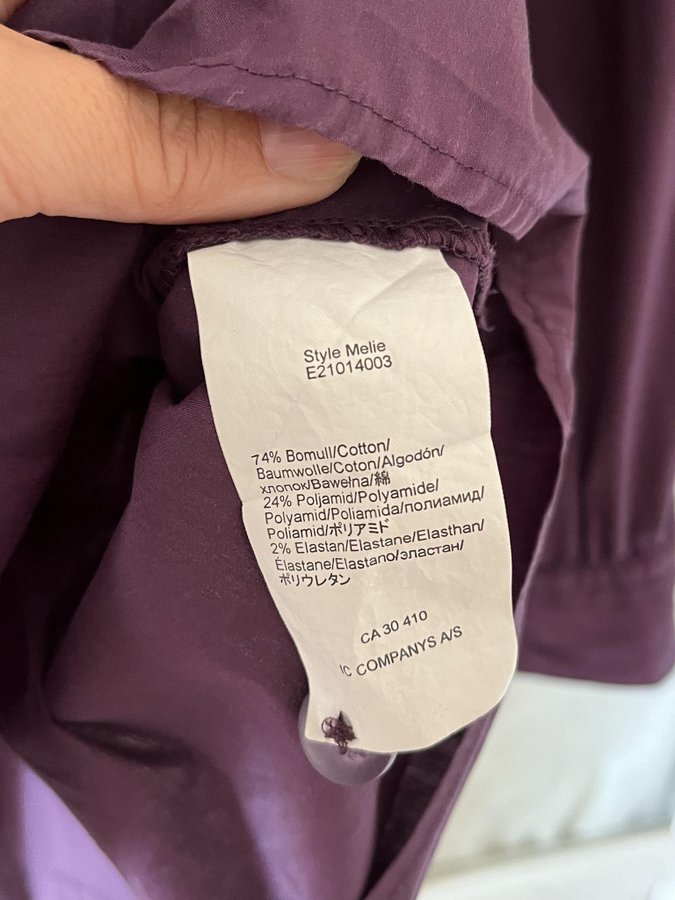 Style Melie
E21014003
74% Bomull/Cotton/
Baumwolle/Coton/Algodón/
хлопок/Bawełna/綿
24% Poljamid/Polyamide/
Polyamid/Poliamida/полиамид/
Poliamid/ポリアミド
2% Elastan/Elastane/Elasthan/
Élastane/Elastano/эластан/
ポリウレタン
CA 30 410
IC COMPANYS A/S